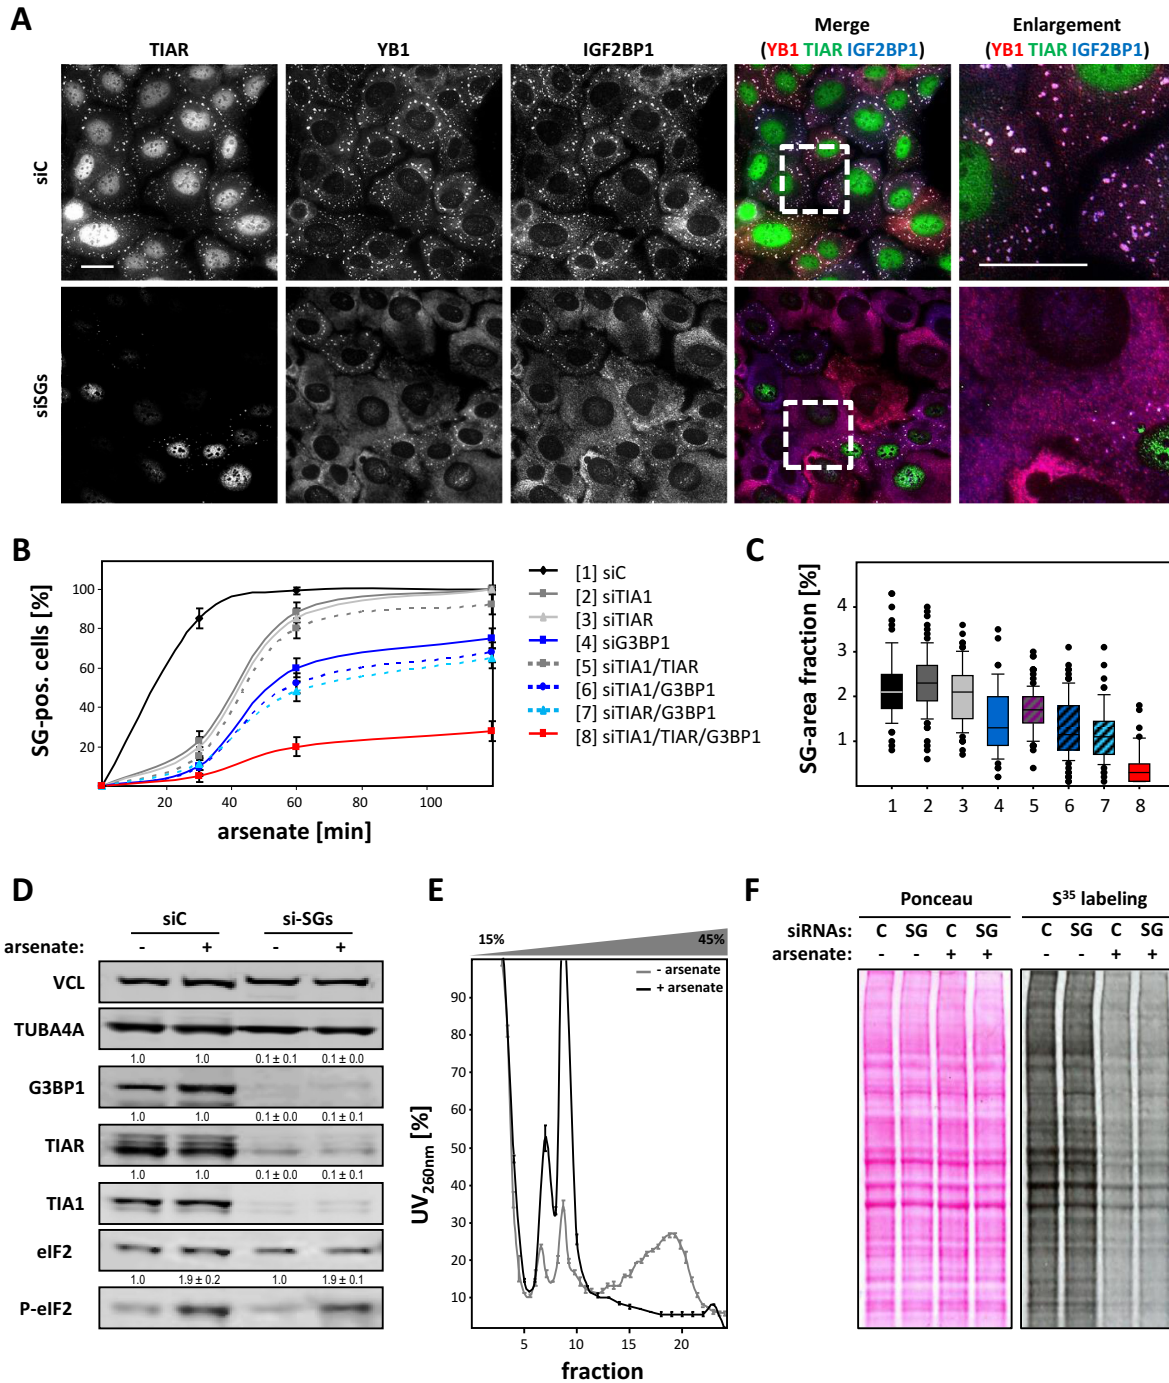 A
TIAR
YB1
IGF2BP1
Merge
(YB1 TIAR IGF2BP1)
Enlargement
(YB1 TIAR IGF2BP1)
siC
siSGs
B
SG-pos. cells [%]
100
80
60
40
20
20
40
60
80
100
arsenate [min]
[1] siC
[2] siTIA1
[3] siTIAR
[4] siG3BP1
[5] siTIA1/TIAR
[6] siTIA1/G3BP1
[7] siTIAR/G3BP1
[8] siTIA1/TIAR/G3BP1
C
SG-area fraction [%]
4
3
2
1
1 2 3 4 5 6 7 8
D
siC si-SGs
arsenate: - + - +
VCL
TUBA4A
1.0 1.0 0.1 ± 0.1 0.1 ± 0.0
G3BP1
1.0 1.0 0.1 ± 0.0 0.1 ± 0.1
TIAR
1.0 1.0 0.1 ± 0.0 0.1 ± 0.1
TIA1
eIF2
1.0 1.9 ± 0.2 1.0 1.9 ± 0.1
P-eIF2
E
15% 45%
- arsenate
+ arsenate
UV260nm [%]
90
80
70
60
50
40
30
20
10
5 10 15 20
fraction
F
Ponceau S³⁵ labeling
siRNAs: C SG C SG C SG C SG
arsenate: - - + + - - + +